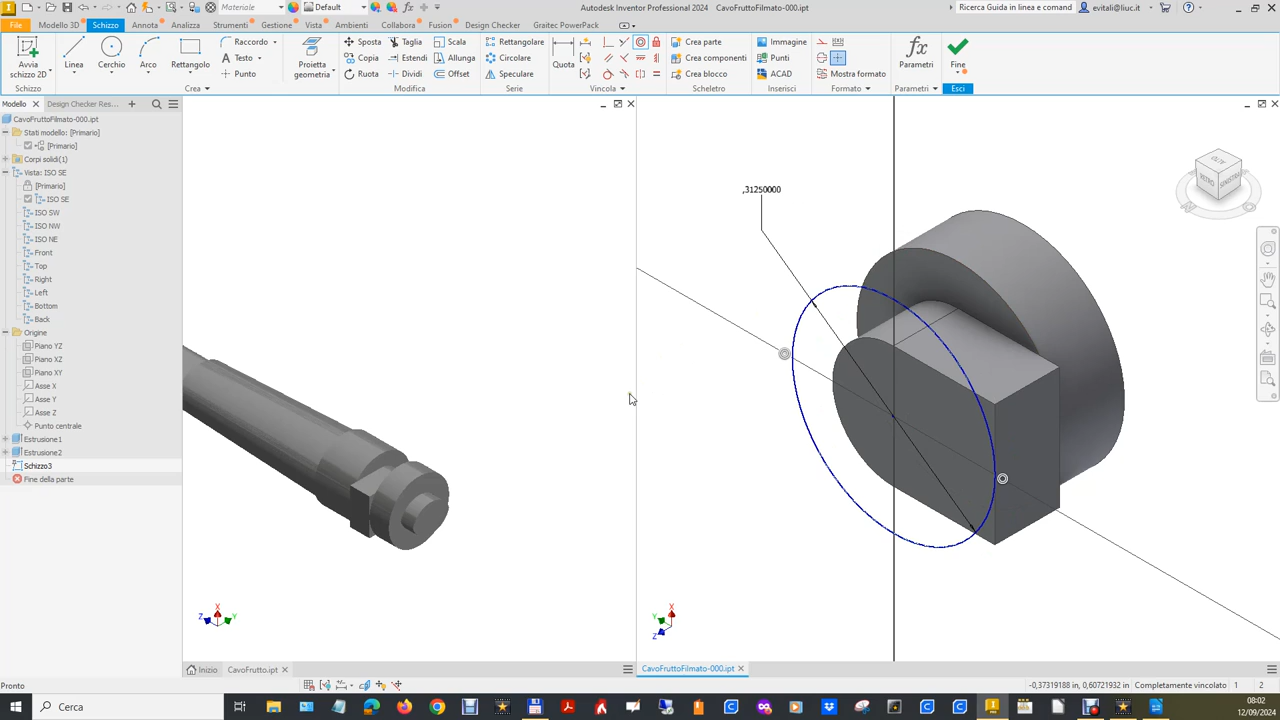 Materiale
Default
Autodesk Inventor Professional 2024
CavoFruttoFilmato-000.ipt
Ricerca Guida in linea e comandi
evitali@liuc.it
File
Modello 3D
Schizzo
Annota
Analizza
Strumenti
Gestione
Vista
Ambienti
Collabora
Fusion
Design Checker
Graitec PowerPack
Avvia
schizzo 2D
Linea
Cerchio
Arco
Rettangolo
Raccordo
Testo
Punto
Proietta
geometria
Sposta
Copia
Ruota
Taglia
Estendi
Dividi
Scala
Allunga
Offset
Rettangolare
Circolare
Speculare
Quota
Crea parte
Crea componenti
Crea blocco
Immagine
Punti
ACAD
Mostra formato
fx
Parametri
Fine
Schizzo
Crea
Modifica
Serie
Vincola
Scheletro
Inserisci
Formato
Parametri
Esci
Modello
Design Checker Res...
CavoFruttoFilmato-000.ipt
Stati modello: [Primario]
[Primario]
Corpi solidi(1)
Vista: ISO SE
[Primario]
ISO SE
ISO SW
ISO NW
ISO NE
Front
Top
Right
Left
Bottom
Back
Origine
Piano YZ
Piano XZ
Piano XY
Asse X
Asse Y
Asse Z
Punto centrale
Estrusione1
Estrusione2
Schizzo3
Fine della parte
,31250000
RETRO
SINISTRO
X
Z
Y
X
Y
Z
Inizio
CavoFrutto.ipt
CavoFruttoFilmato-000.ipt
Pronto
-0,37319188 in, 0,60721932 in
Completamente vincolato
1
2
Cerca
08:02
12/09/2024